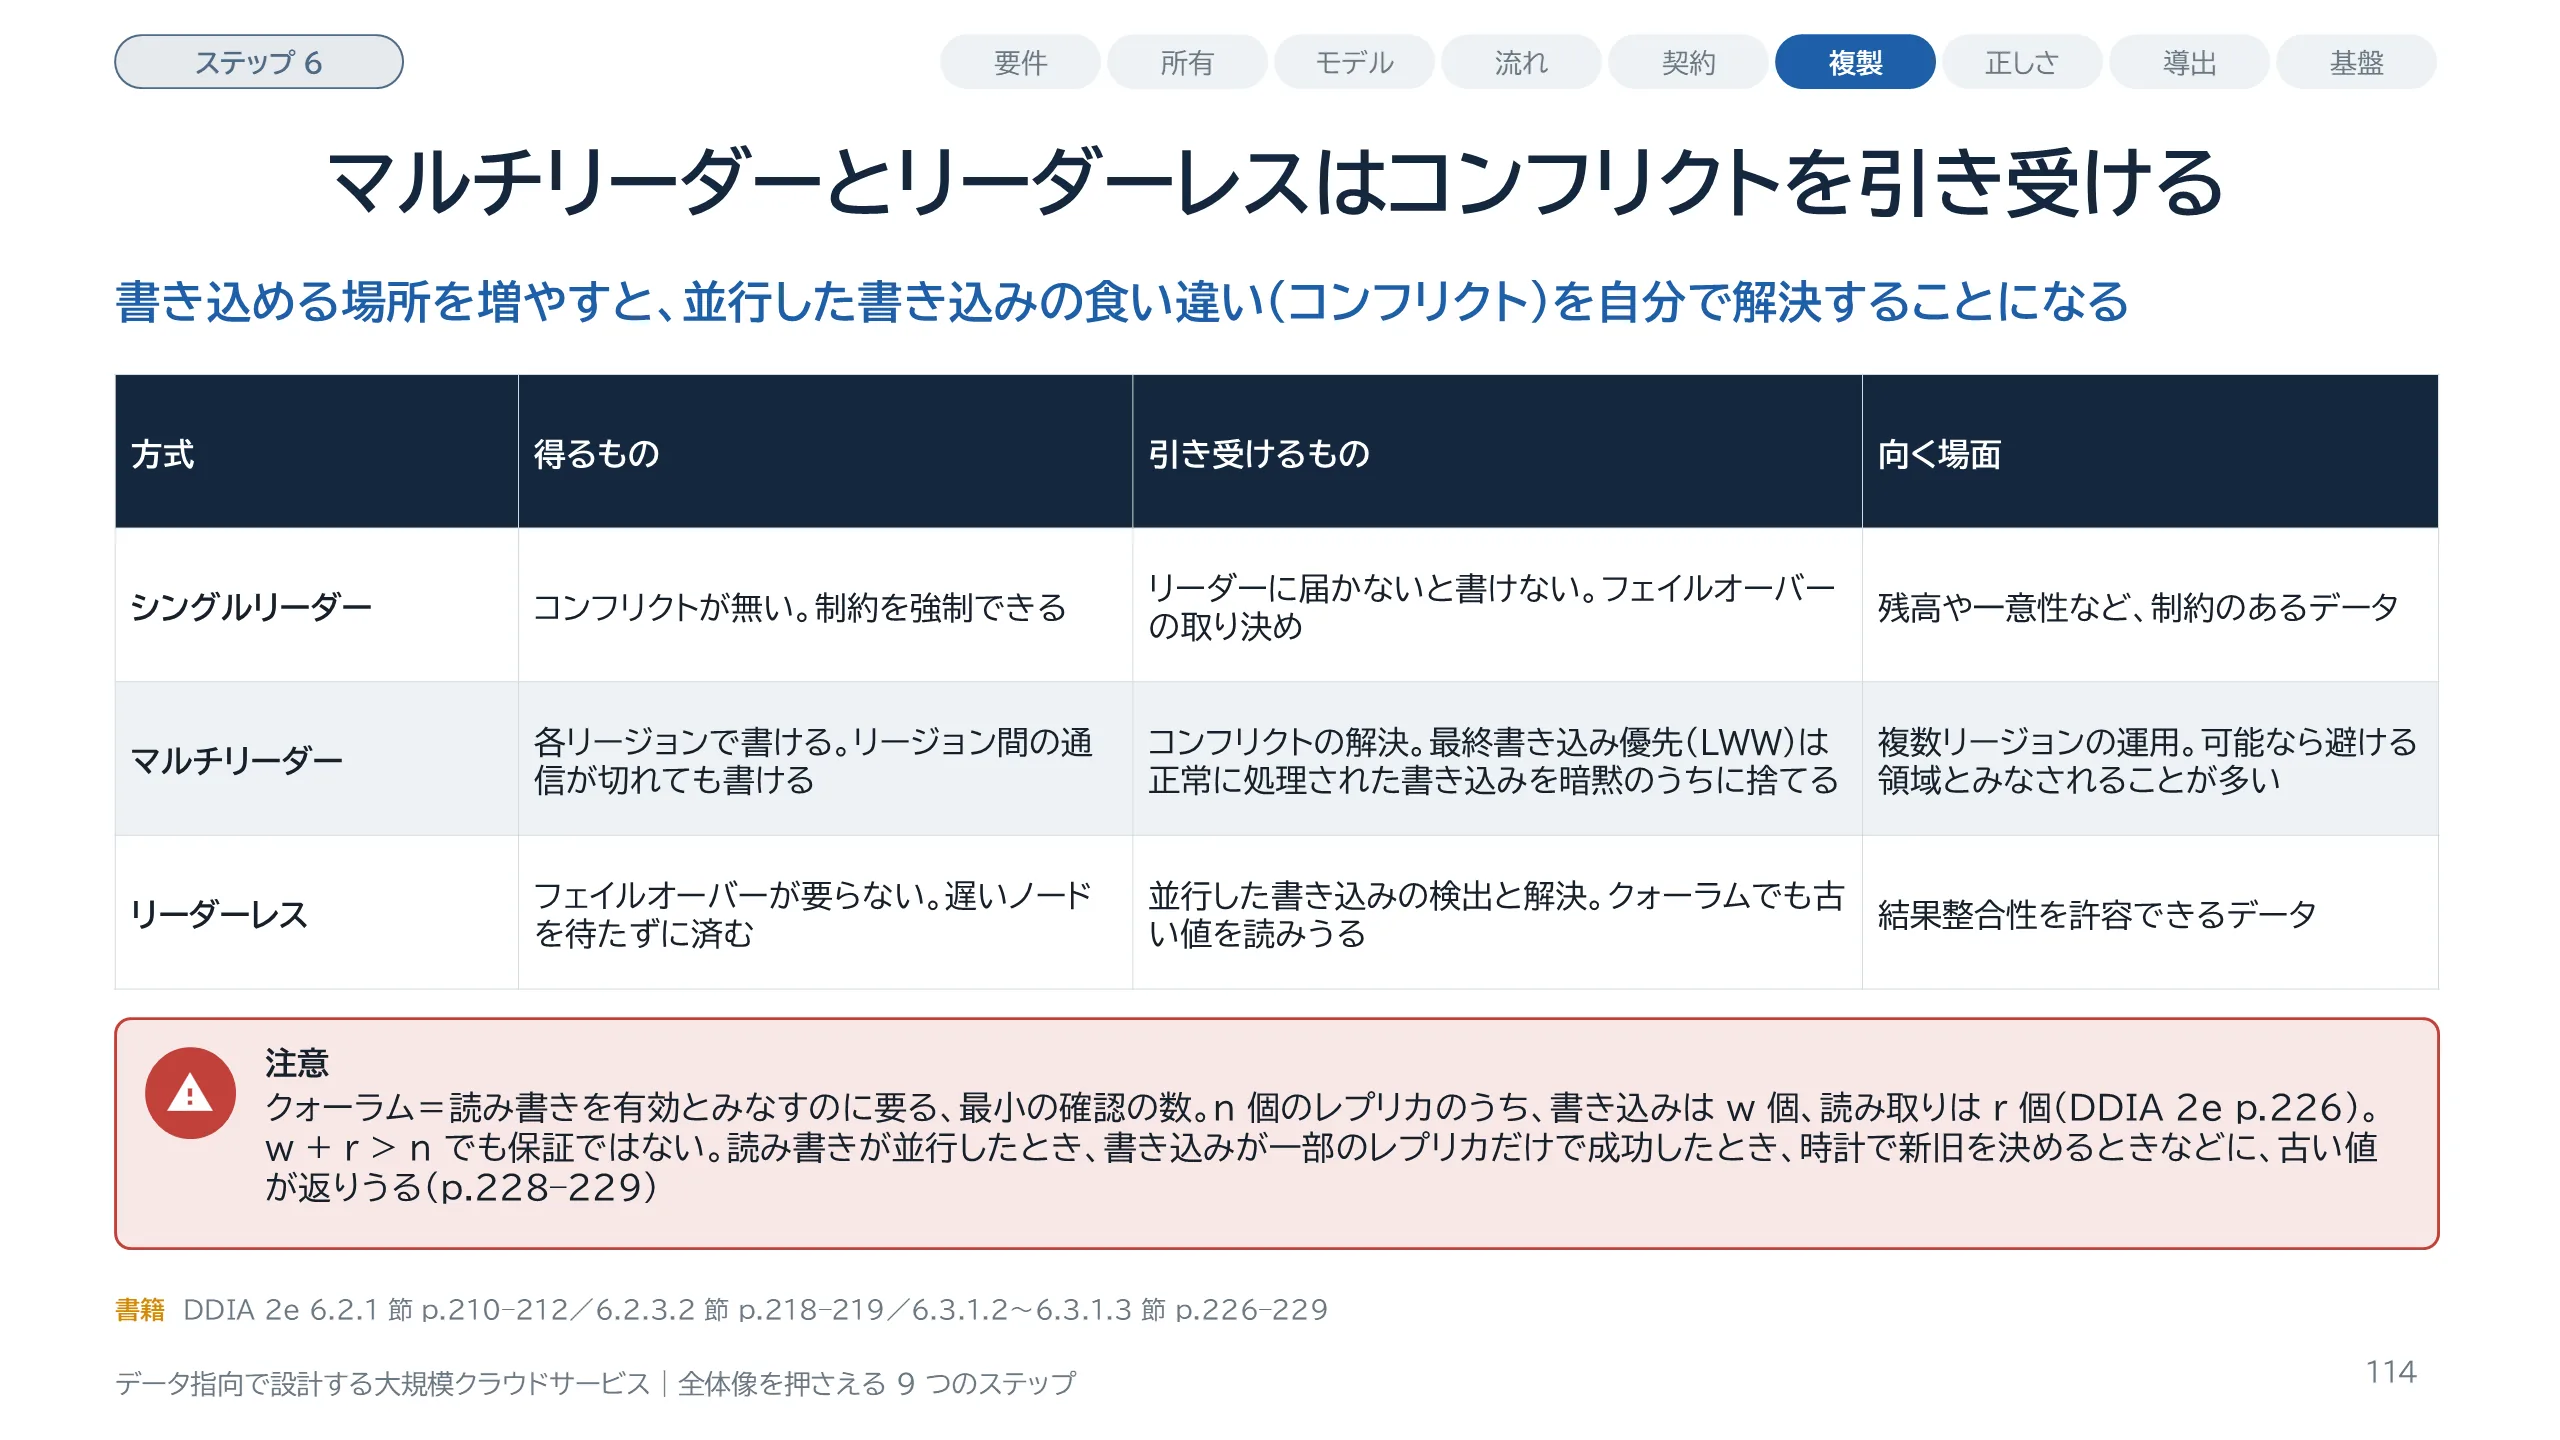 ステップ 6
要件
所有
モデル
流れ
契約
複製
正しさ
導出
基盤
マルチリーダーとリーダーレスはコンフリクトを引き受ける
書き込める場所を増やすと、並行した書き込みの食い違い（コンフリクト）を自分で解決することになる
方式
得るもの
引き受けるもの
向く場面
シングルリーダー
コンフリクトが無い。制約を強制できる
リーダーに届かないと書けない。フェイルオーバー
の取り決め
残高や一意性など、制約のあるデータ
マルチリーダー
各リージョンで書ける。リージョン間の通
信が切れても書ける
コンフリクトの解決。最終書き込み優先（LWW）は
正常に処理された書き込みを暗黙のうちに捨てる
複数リージョンの運用。可能なら避ける
領域とみなされることが多い
リーダーレス
フェイルオーバーが要らない。遅いノード
を待たずに済む
並行した書き込みの検出と解決。クォーラムでも古
い値を読みうる
結果整合性を許容できるデータ
注意
クォーラム＝読み書きを有効とみなすのに要る、最小の確認の数。n 個のレプリカのうち、書き込みは w 個、読み取りは r 個（DDIA 2e p.226）。
w + r > n でも保証ではない。読み書きが並行したとき、書き込みが一部のレプリカだけで成功したとき、時計で新旧を決めるときなどに、古い値
が返りうる（p.228–229）
書籍 DDIA 2e 6.2.1 節 p.210–212／6.2.3.2 節 p.218–219／6.3.1.2〜6.3.1.3 節 p.226–229
データ指向で設計する大規模クラウドサービス｜全体像を押さえる 9 つのステップ
114